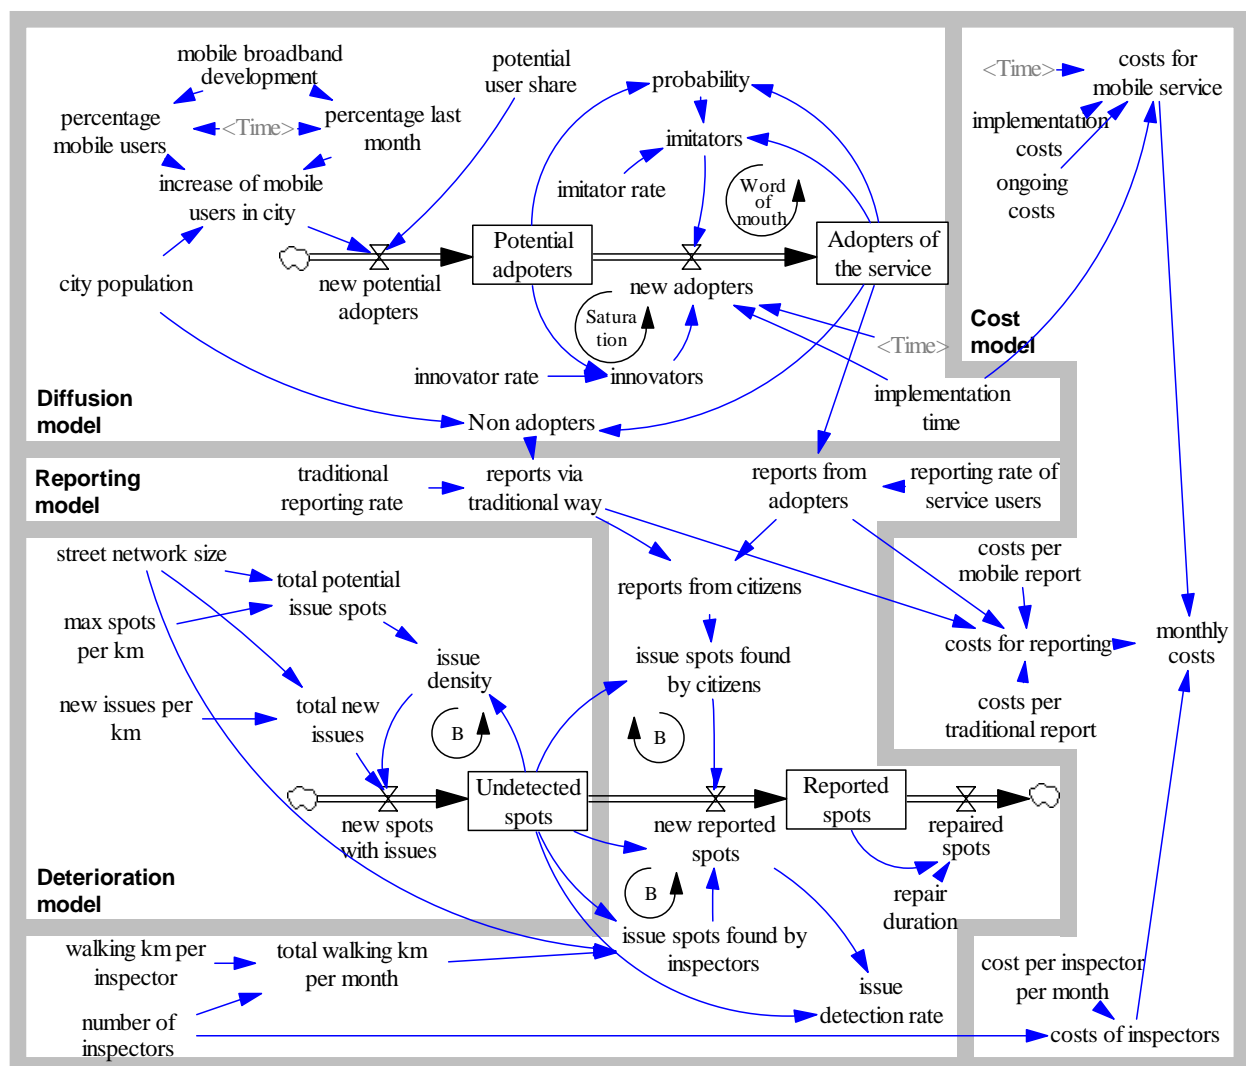 mobile broadband
development
potential
user share
probability
<Time>
costs for
mobile service
percentage
mobile users
<Time>
percentage last
month
imitators
implementation
costs
increase of mobile
users in city
imitator rate
Word
of
mouth
ongoing
costs
Potential
adpoters
Adopters of
the service
city population
new potential
adopters
new adopters
Satura
tion
<Time>
Cost
model
innovator rate
innovators
implementation
time
Diffusion
model
Non adopters
Reporting
model
traditional
reporting rate
reports via
traditional way
reports from
adopters
reporting rate of
service users
street network size
total potential
issue spots
reports from citizens
costs per
mobile report
max spots
per km
issue
density
issue spots found
by citizens
costs for reporting
monthly
costs
new issues per
km
total new
issues
B
B
costs per
traditional report
Undetected
spots
Reported
spots
new spots
with issues
new reported
spots
repaired
spots
Deterioration
model
B
repair
duration
walking km per
inspector
total walking km
per month
issue spots found by
inspectors
issue
detection rate
cost per inspector
per month
number of
inspectors
costs of inspectors